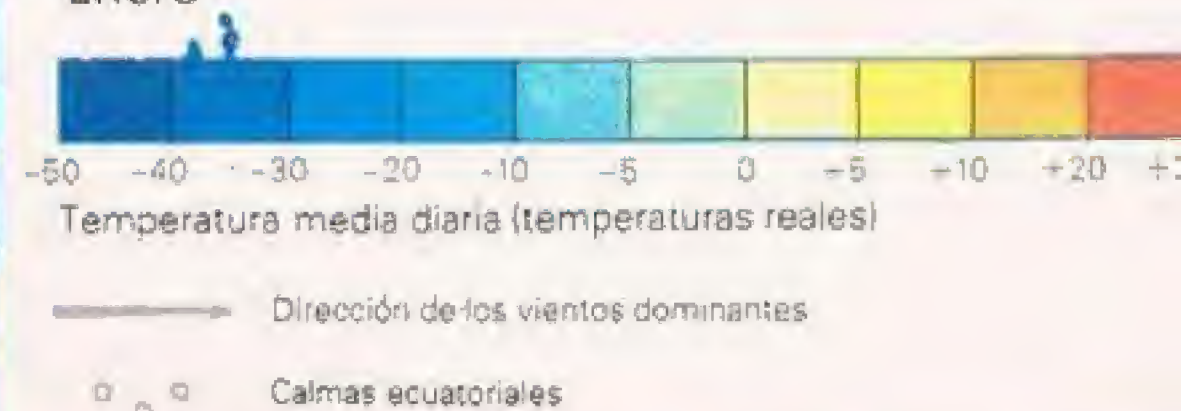 -50 -40 -30 -20 -10 -5 0 +5 +10 +20
Temperatura media diaria (temperaturas reales)
Dirección de los vientos dominantes
Calmas ecuatoriales